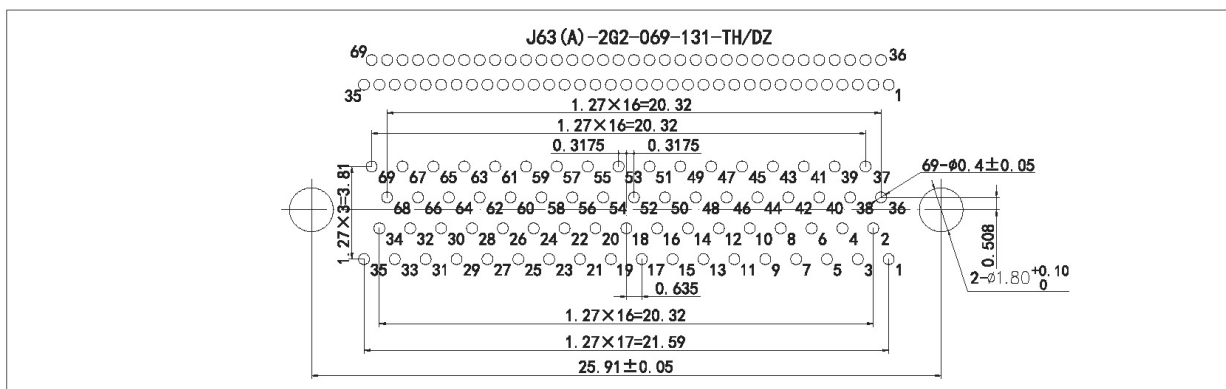 J63(A)-2G2-069-131-TH/DZ
69 36
35 1
1.27×16=20.32
1.27×16=20.32
0.3175 0.3175
69 67 65 63 61 59 57 55 53 51 49 47 45 43 41 39 37
69-ø0.4±0.05
68 66 64 62 60 58 56 54 52 50 48 46 44 42 40 38 36
1.27×3=3.81
34 32 30 28 26 24 22 20 18 16 14 12 10 8 6 4 2
0.508
35 33 31 29 27 25 23 21 19 17 15 13 11 9 7 5 3 1
2-ø1.80 +0.10 0
0.635
1.27×16=20.32
1.27×17=21.59
25.91±0.05